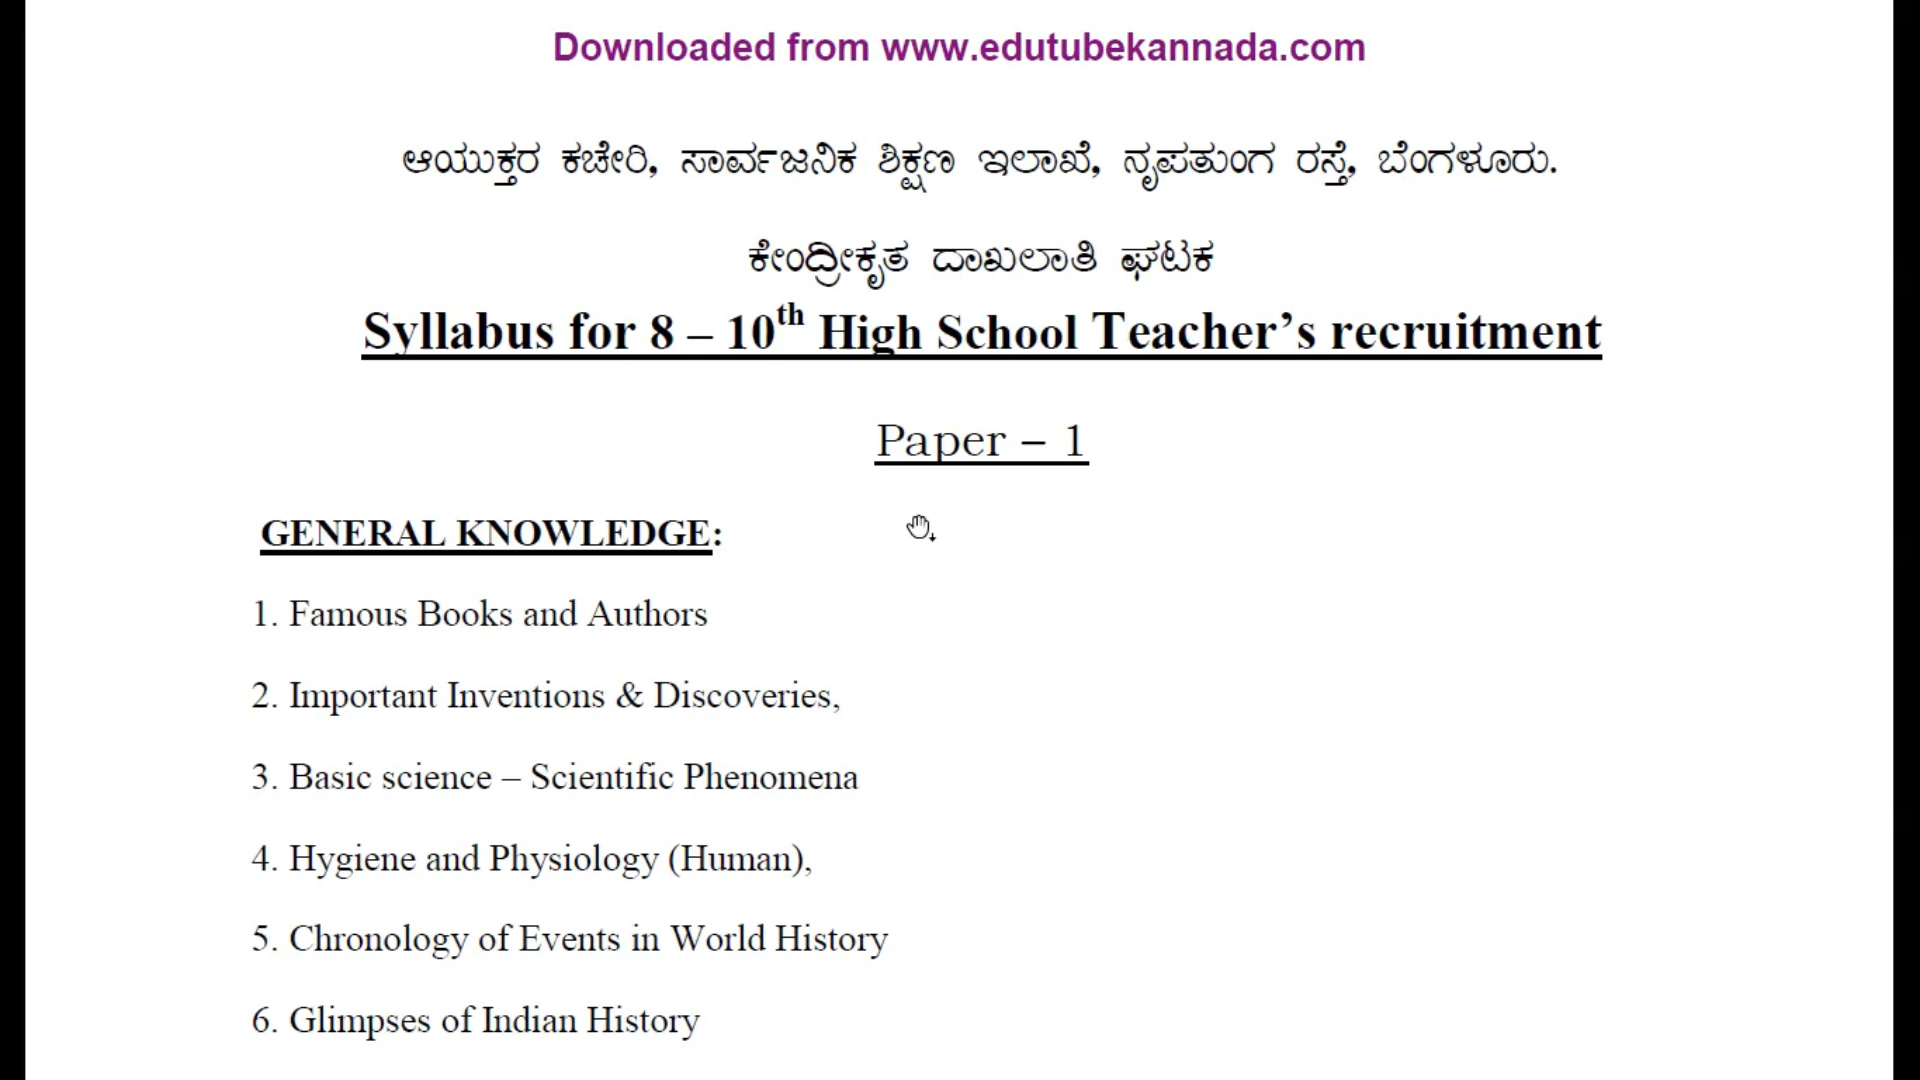 Downloaded from www.edutubekannada.com
ಆಯುಕ್ತರ ಕಚೇರಿ, ಸಾರ್ವಜನಿಕ ಶಿಕ್ಷಣ ಇಲಾಖೆ, ನೃಪತುಂಗ ರಸ್ತೆ, ಬೆಂಗಳೂರು.
ಕೇಂದ್ರೀಕೃತ ದಾಖಲಾತಿ ಘಟಕ
Syllabus for 8 – 10th High School Teacher’s recruitment
Paper – 1
GENERAL KNOWLEDGE:
1. Famous Books and Authors
2. Important Inventions & Discoveries,
3. Basic science – Scientific Phenomena
4. Hygiene and Physiology (Human),
5. Chronology of Events in World History
6. Glimpses of Indian History